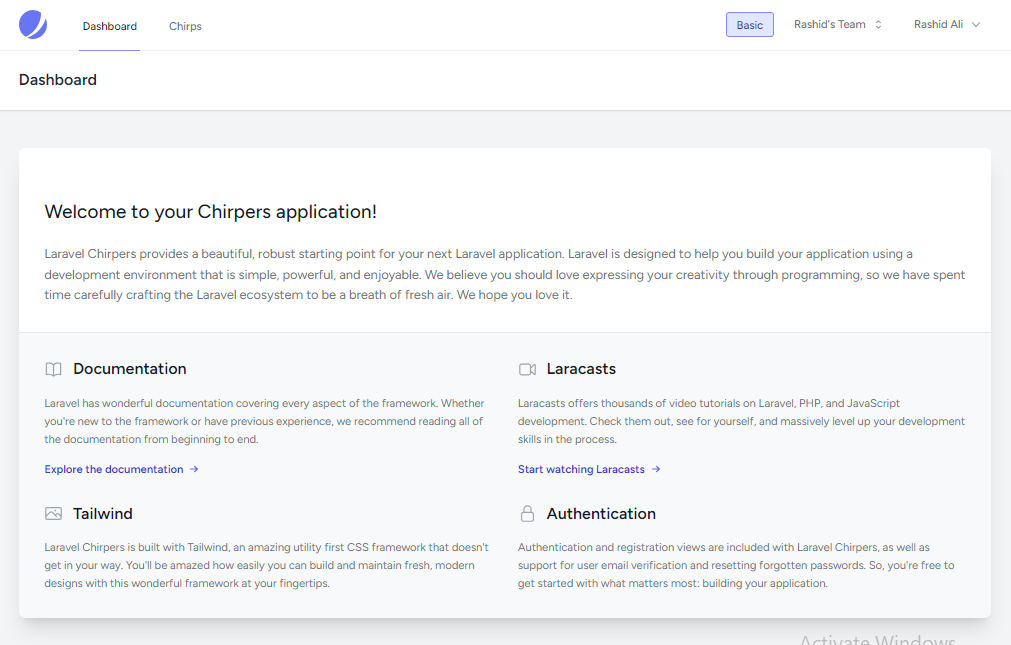 Dashboard Chirps Basic Rashid's Team Rashid Ali
Dashboard
Welcome to your Chirpers application!
Laravel Chirpers provides a beautiful, robust starting point for your next Laravel application. Laravel is designed to help you build your application using a
development environment that is simple, powerful, and enjoyable. We believe you should love expressing your creativity through programming, so we have spent
time carefully crafting the Laravel ecosystem to be a breath of fresh air. We hope you love it.
Documentation
Laravel has wonderful documentation covering every aspect of the framework. Whether
you're new to the framework or have previous experience, we recommend reading all of
the documentation from beginning to end.
Explore the documentation →
Laracasts
Laracasts offers thousands of video tutorials on Laravel, PHP, and JavaScript
development. Check them out, see for yourself, and massively level up your development
skills in the process.
Start watching Laracasts →
Tailwind
Laravel Chirpers is built with Tailwind, an amazing utility first CSS framework that doesn't
get in your way. You'll be amazed how easily you can build and maintain fresh, modern
designs with this wonderful framework at your fingertips.
Authentication
Authentication and registration views are included with Laravel Chirpers, as well as
support for user email verification and resetting forgotten passwords. So, you're free to
get started with what matters most: building your application.
Activate Windows